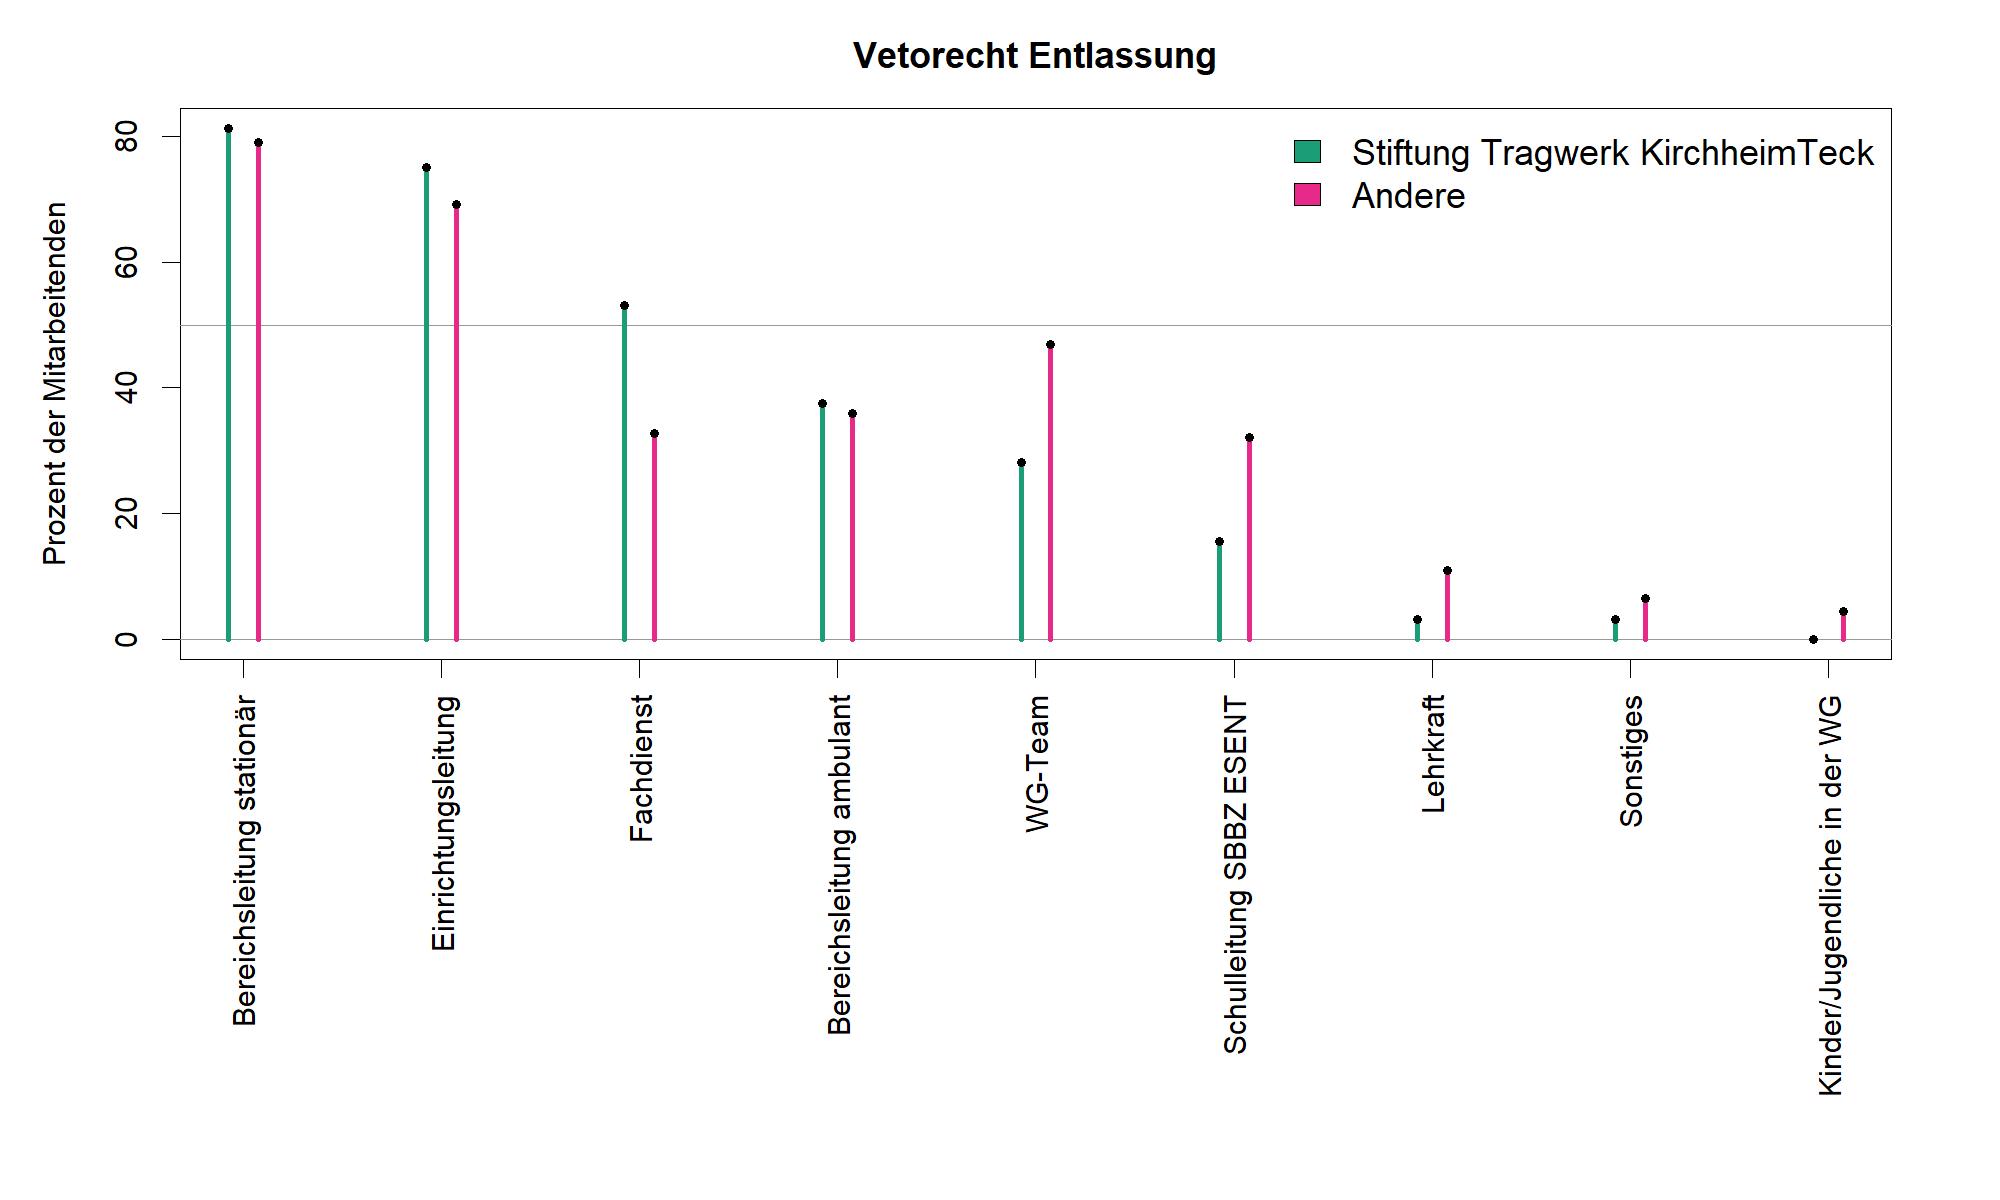 Vetorecht Entlassung
Stiftung Tragwerk KirchheimTeck
Andere
Prozent der Mitarbeitenden
80
60
40
20
0
Bereichsleitung stationär
Einrichtungsleitung
Fachdienst
Bereichsleitung ambulant
WG-Team
Schulleitung SBBZ ESENT
Lehrkraft
Sonstiges
Kinder/Jugendliche in der WG